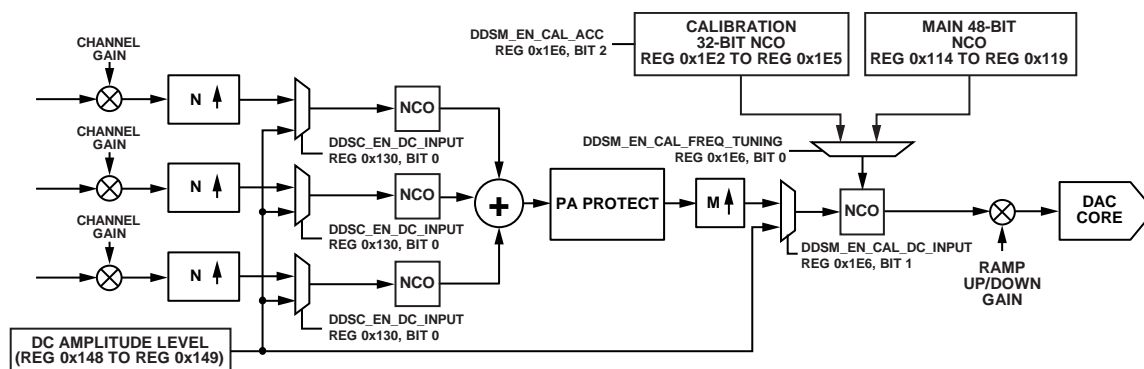 CHANNEL
GAIN
N
CHANNEL
GAIN
N
CHANNEL
GAIN
N
DDSC_EN_DC_INPUT
REG 0x130, BIT 0
DDSC_EN_DC_INPUT
REG 0x130, BIT 0
DDSC_EN_DC_INPUT
REG 0x130, BIT 0
NCO
NCO
NCO
+
PA PROTECT
M
DDSM_EN_CAL_ACC
REG 0x1E6, BIT 2
CALIBRATION
32-BIT NCO
REG 0x1E2 TO REG 0x1E5
MAIN 48-BIT
NCO
REG 0x114 TO REG 0x119
DDSM_EN_CAL_FREQ_TUNING
REG 0x1E6, BIT 0
NCO
DDSM_EN_CAL_DC_INPUT
REG 0x1E6, BIT 1
RAMP
UP/DOWN
GAIN
DAC
CORE
DC AMPLITUDE LEVEL
(REG 0x148 TO REG 0x149)